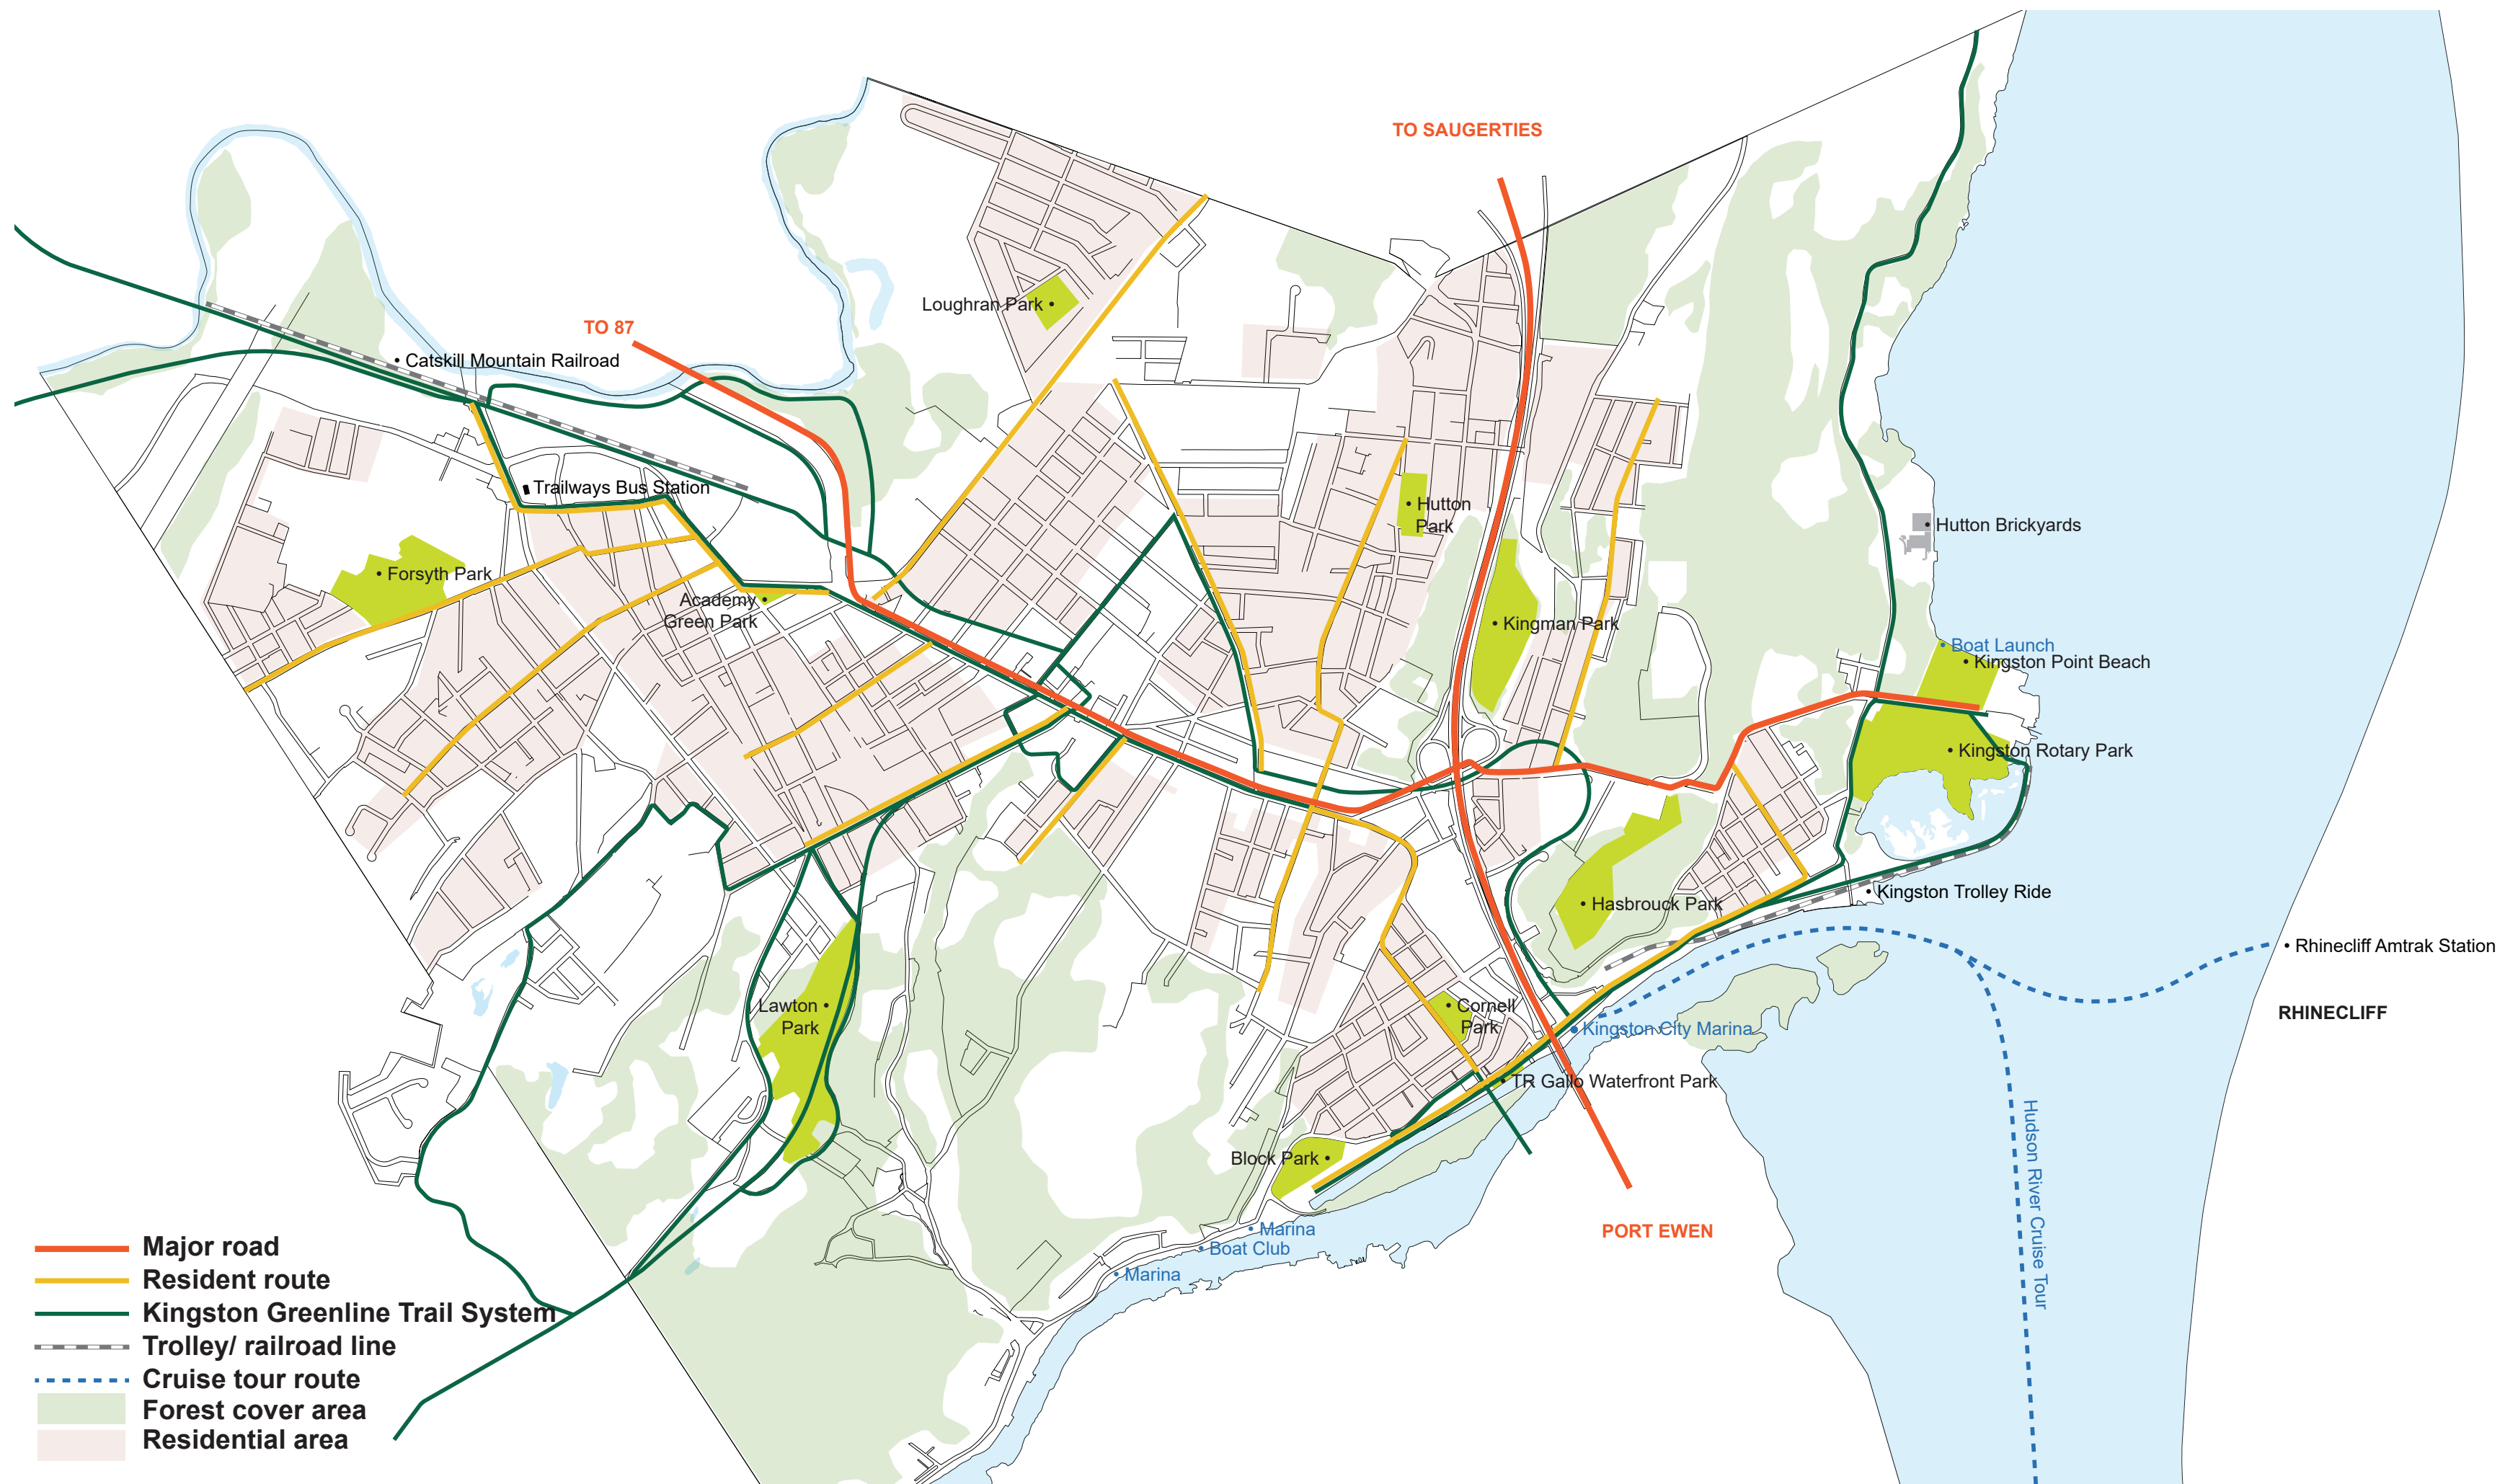 TO SAUGERTIES
Loughran Park
TO 87
Catskill Mountain Railroad
Trailways Bus Station
Hutton
Park
Hutton Brickyards
Forsyth Park
Academy
Green Park
Kingman Park
Boat Launch
Kingston Point Beach
Kingston Rotary Park
Hasbrouck Park
Kingston Trolley Ride
Rhinecliff Amtrak Station
RHINECLIFF
Lawton
Park
Cornell
Park
Kingston City Marina
TR Gallo Waterfront Park
Block Park
Hudson River Cruise Tour
Marina
Boat Club
Marina
PORT EWEN
Major road
Resident route
Kingston Greenline Trail System
Trolley/ railroad line
Cruise tour route
Forest cover area
Residential area